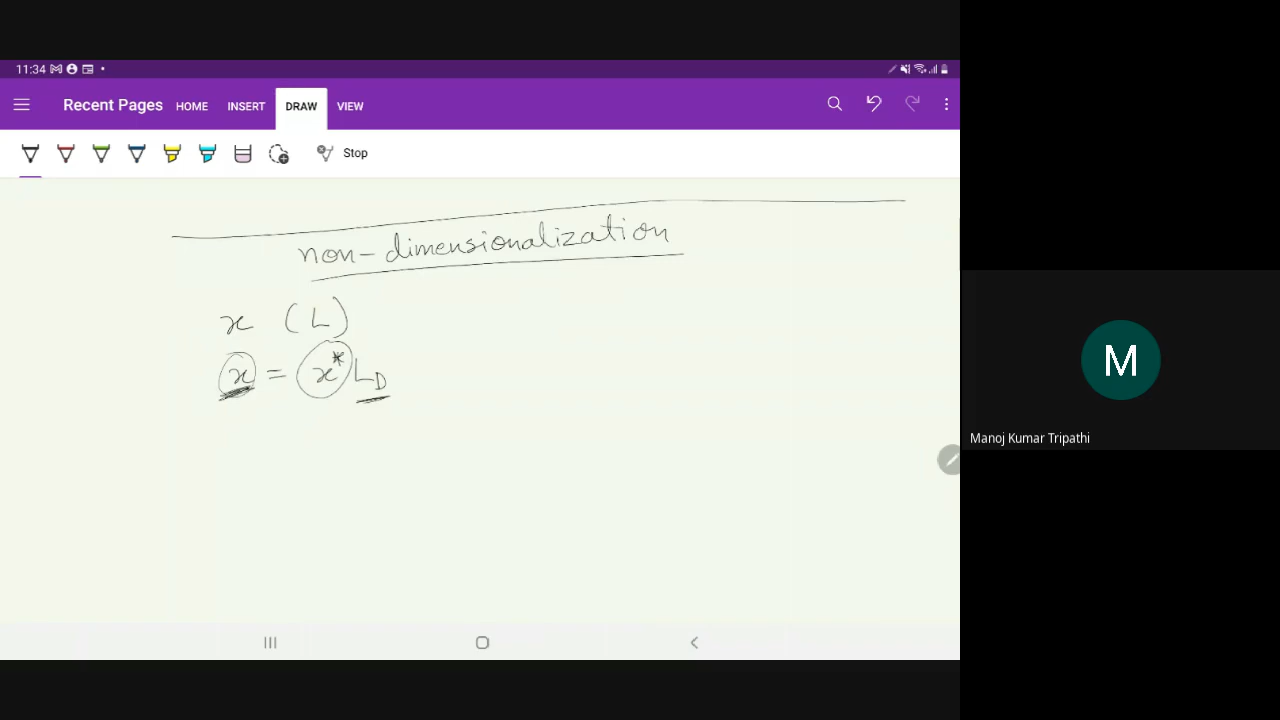 11:34
Recent Pages HOME INSERT DRAW VIEW
Stop
non-dimensionalization
x (L)
x = x* L_D
M
Manoj Kumar Tripathi